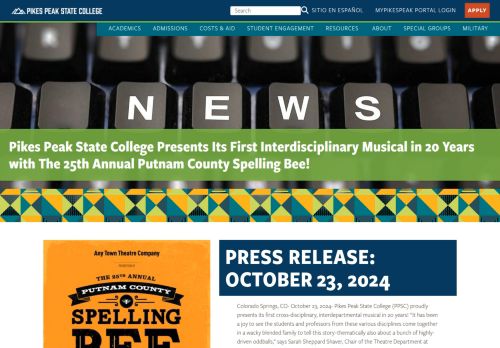 PIKES PEAK STATE COLLEGE
Search
SITIO EN ESPAÑOL
MYPIKESPEAK PORTAL LOGIN
APPLY
ACADEMICS ADMISSIONS COSTS & AID STUDENT ENGAGEMENT RESOURCES ABOUT SPECIAL GROUPS MILITARY
NEWS
Pikes Peak State College Presents Its First Interdisciplinary Musical in 20 Years
with The 25th Annual Putnam County Spelling Bee!
Any Town Theatre Company
THE 25TH ANNUAL
PUTNAM COUNTY
SPELLING
BEE
PRESS RELEASE:
OCTOBER 23, 2024
Colorado Springs, CO- October 23, 2024- Pikes Peak State College (PPSC) proudly
presents its first cross-disciplinary, interdepartmental musical in 20 years! "It has been
a joy to see the students and professors from these various disciplines come together
in a wacky blended family to tell this story-thematically also about a bunch of highly-
driven oddballs," says Sarah Sheppard Shaver, Chair of the Theatre Department at